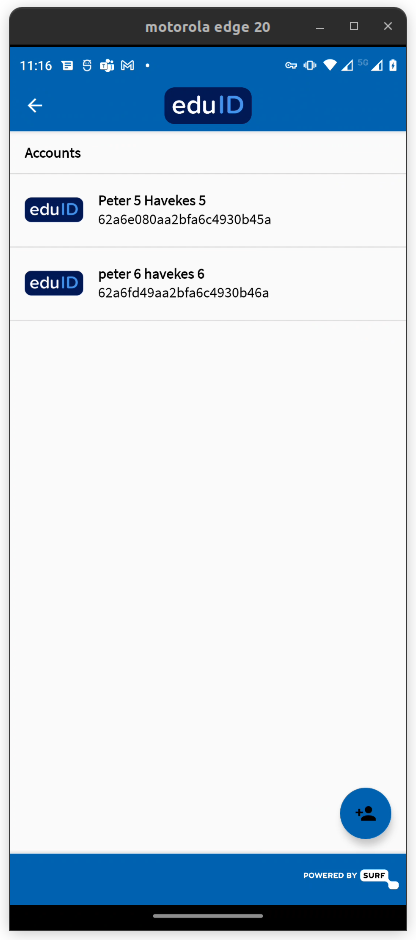 motorola edge 20
11:16
5G
eduID
Accounts
eduID
Peter 5 Havekes 5
62a6e080aa2bfa6c4930b45a
eduID
peter 6 havekes 6
62a6fd49aa2bfa6c4930b46a
POWERED BY SURF